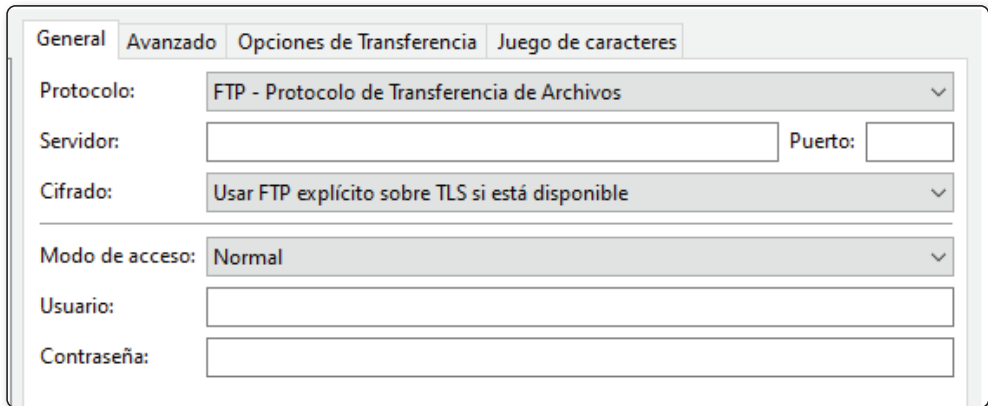 General Avanzado Opciones de Transferencia Juego de caracteres
Protocolo: FTP - Protocolo de Transferencia de Archivos
Servidor: Puerto:
Cifrado: Usar FTP explícito sobre TLS si está disponible
Modo de acceso: Normal
Usuario:
Contraseña: